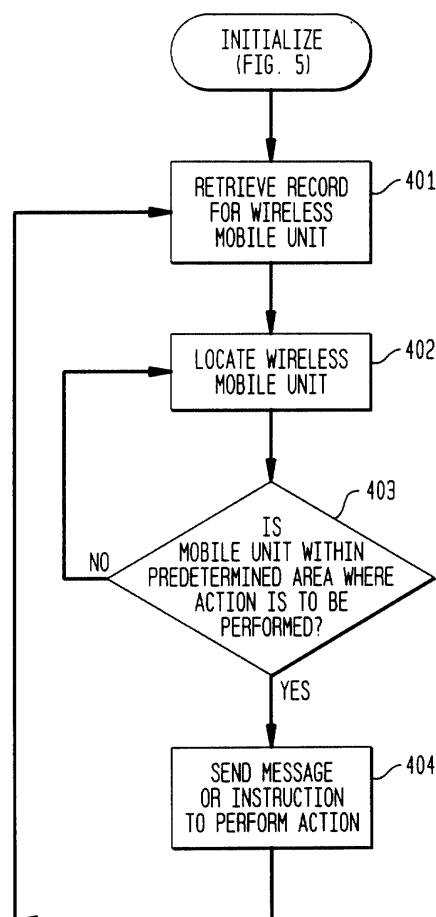 INITIALIZE
(FIG. 5)
RETRIEVE RECORD
FOR WIRELESS
MOBILE UNIT
401
LOCATE WIRELESS
MOBILE UNIT
402
403
IS
MOBILE UNIT WITHIN
PREDETERMINED AREA WHERE
ACTION IS TO BE
PERFORMED?
NO
YES
SEND MESSAGE
OR INSTRUCTION
TO PERFORM ACTION
404